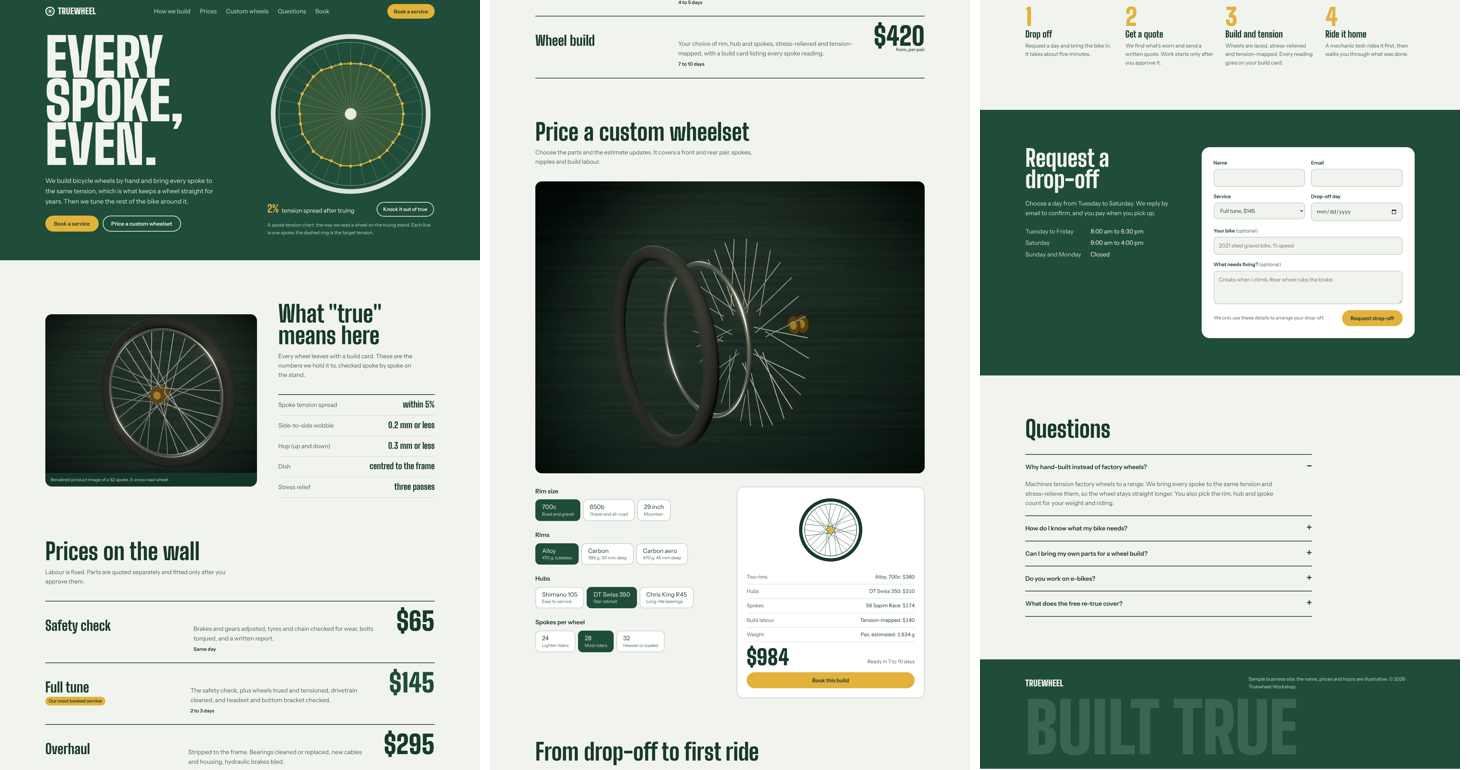 TRUEWHEEL
How we build
Prices
Custom wheels
Questions
Book
Book a service
EVERY
SPOKE,
EVEN.
We build bicycle wheels by hand and bring every spoke to
the same tension, which is what keeps a wheel straight for
years. Then we tune the rest of the bike around it.
Book a service
Price a custom wheelset
2% tension spread after truing
Knock it out of true
A spoke tension chart, the way we read a wheel on the truing stand. Each line
is one spoke: the dashed ring is the target tension.
Rendered product image of a 32-spoke, 3-cross road wheel.
What "true"
means here
Every wheel leaves with a build card. These are the
numbers we hold it to, checked spoke by spoke on
the stand.
Spoke tension spread within 5%
Side-to-side wobble 0.2 mm or less
Hop (up and down) 0.3 mm or less
Dish centred to the frame
Stress relief three passes
Prices on the wall
Labour is fixed. Parts are quoted separately and fitted only after you
approve them.
Safety check
Brakes and gears adjusted, tyres and chain checked for wear, bolts
torqued, and a written report.
Same day
$65
Full tune
Our most booked service
The safety check, plus wheels trued and tensioned, drivetrain
cleaned, and headset and bottom bracket checked.
2 to 3 days
$145
Overhaul
Stripped to the frame. Bearings cleaned or replaced, new cables
and housing, hydraulic brakes bled.
$295
4 to 5 days
Wheel build
Your choice of rim, hub and spokes, stress-relieved and tension-
mapped, with a build card listing every spoke reading.
7 to 10 days
$420
from, per pair
Price a custom wheelset
Choose the parts and the estimate updates. It covers a front and rear pair, spokes,
nipples and build labour.
Rim size
700c
Road and gravel
650b
Gravel and all-road
29 inch
Mountain
Rims
Alloy
470 g, tubeless
Carbon
395 g, 30 mm deep
Carbon aero
470 g, 45 mm deep
Hubs
Shimano 105
Easy to service
DT Swiss 350
Star ratchet
Chris King R45
Long-life bearings
Spokes per wheel
24
Lighter riders
28
Most riders
32
Heavier or loaded
Two rims Alloy, 700c: $360
Hubs DT Swiss 350: $310
Spokes 56 Sapim Race: $174
Build labour Tension-mapped: $140
Weight Pair, estimated: 1,634 g
$984
Ready in 7 to 10 days
Book this build
From drop-off to first ride
1
Drop off
Request a day and bring the bike in.
It takes about five minutes.
2
Get a quote
We find what's worn and send a
written quote. Work starts only after
you approve it.
3
Build and tension
Wheels are laced, stress-relieved
and tension-mapped. Every reading
goes on your build card.
4
Ride it home
A mechanic test-rides it first, then
walks you through what was done.
Request a
drop-off
Choose a day from Tuesday to Saturday. We reply by
email to confirm, and you pay when you pick up.
Tuesday to Friday 8:00 am to 6:30 pm
Saturday 9:00 am to 4:00 pm
Sunday and Monday Closed
Name
Email
Service
Full tune, $145
Drop-off day
mm/dd/yyyy
Your bike (optional)
2021 steel gravel bike, 11-speed
What needs fixing? (optional)
Creaks when I climb. Rear wheel rubs the brake.
We only use these details to arrange your drop-off.
Request drop-off
Questions
Why hand-built instead of factory wheels?
Machines tension factory wheels to a range. We bring every spoke to the same tension and
stress-relieve them, so the wheel stays straight longer. You also pick the rim, hub and spoke
count for your weight and riding.
How do I know what my bike needs?
Can I bring my own parts for a wheel build?
Do you work on e-bikes?
What does the free re-true cover?
TRUEWHEEL
Sample business site: the name, prices and hours are illustrative. © 2026
Truewheel Workshop.
BUILT TRUE